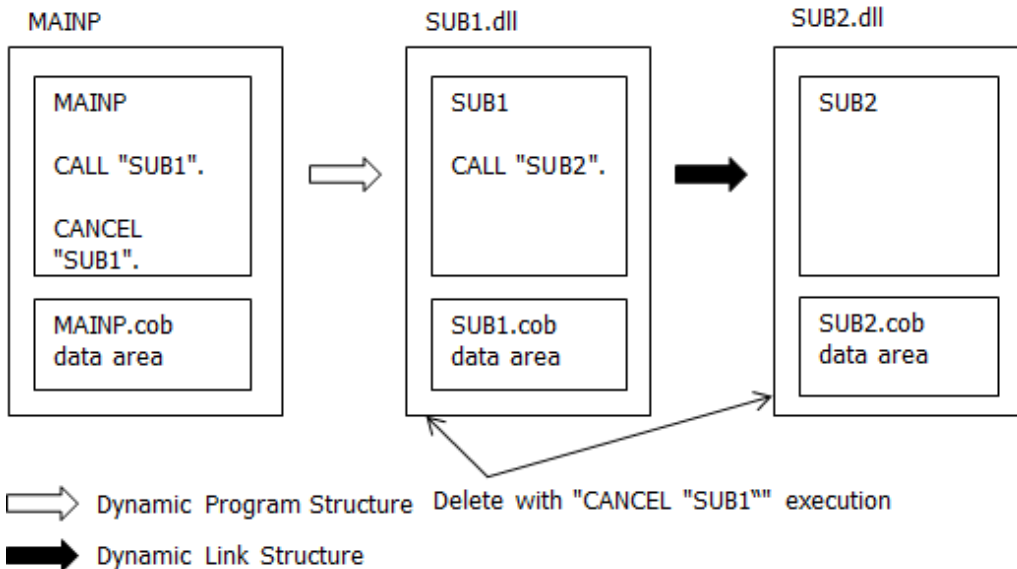 MAINP
SUB1.dll
SUB2.dll
MAINP
CALL "SUB1".
CANCEL
"SUB1".
MAINP.cob
data area
SUB1
CALL "SUB2".
SUB1.cob
data area
SUB2
SUB2.cob
data area
Dynamic Program Structure
Delete with "CANCEL "SUB1"" execution
Dynamic Link Structure